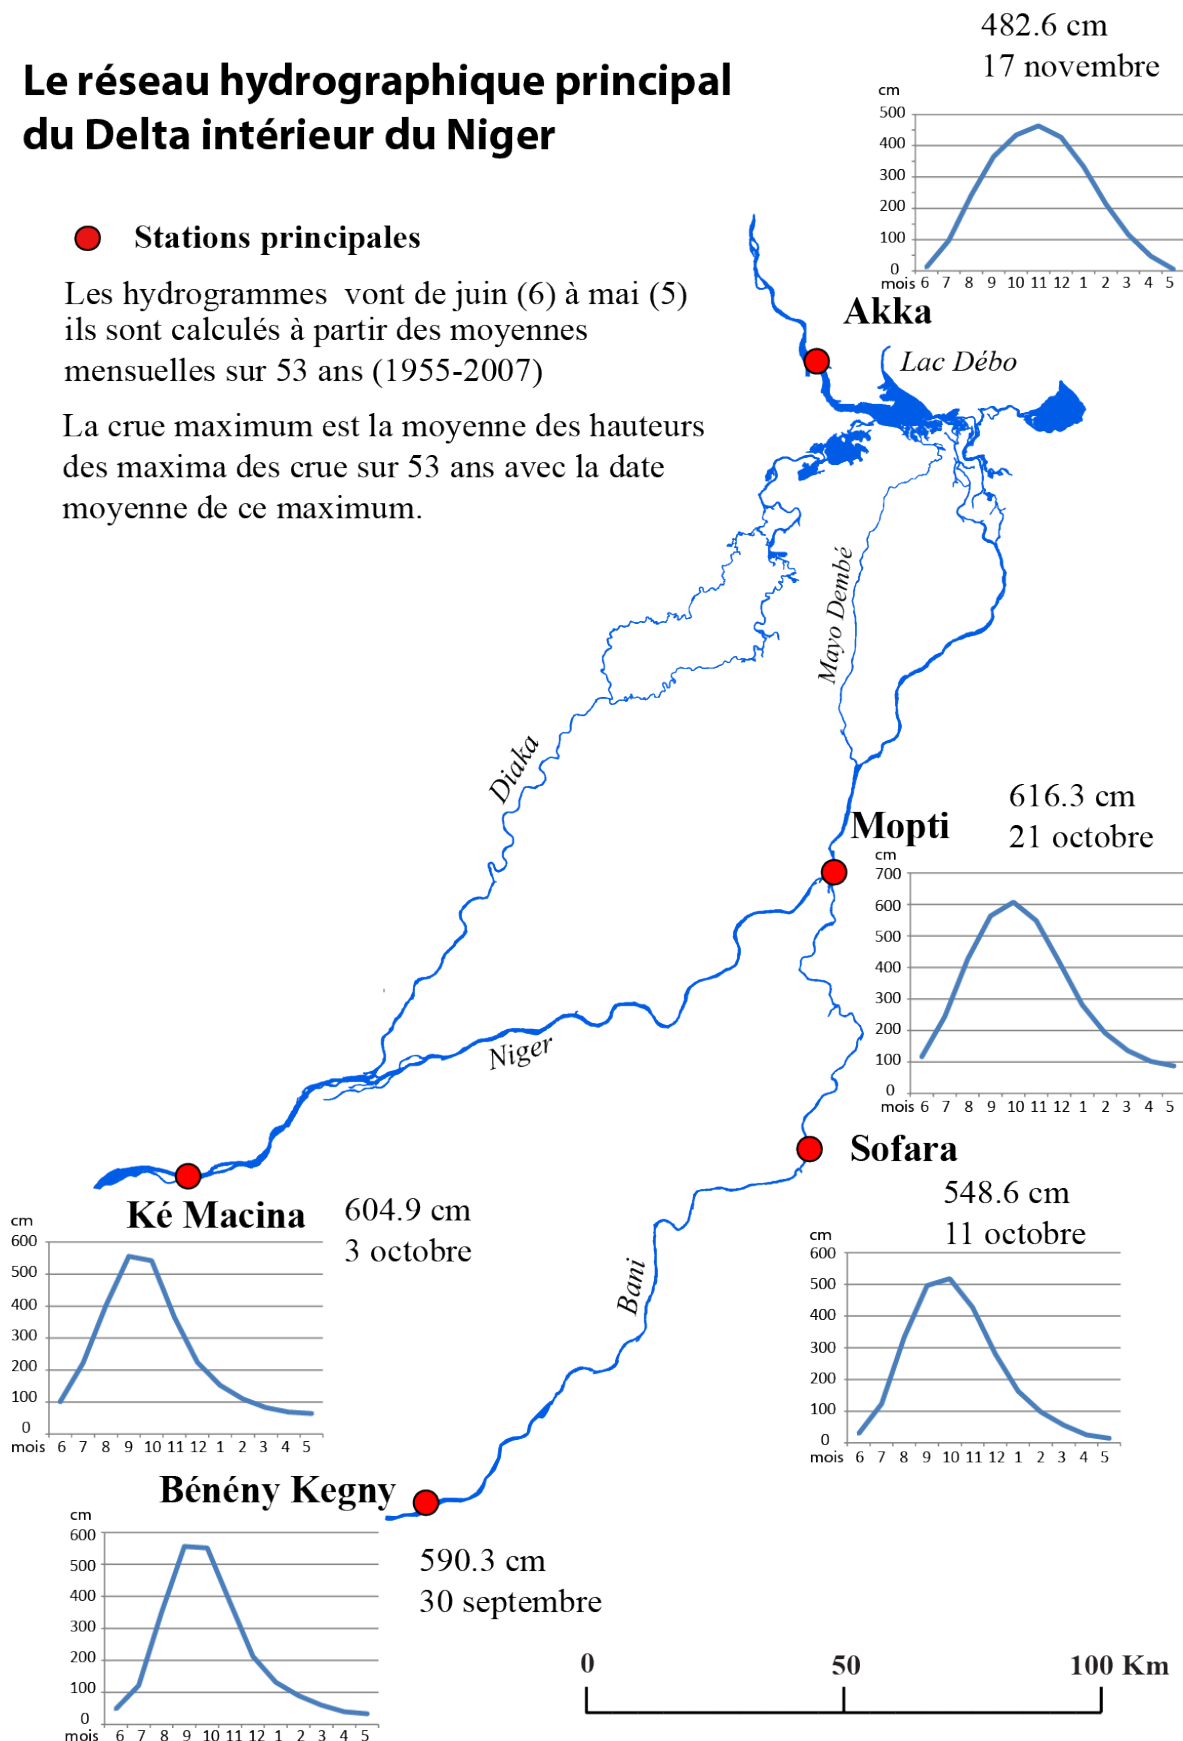 Le réseau hydrographique principal
du Delta intérieur du Niger
Stations principales
Les hydrogrammes vont de juin (6) à mai (5)
ils sont calculés à partir des moyennes
mensuelles sur 53 ans (1955-2007)
La crue maximum est la moyenne des hauteurs
des maxima des crue sur 53 ans avec la date
moyenne de ce maximum.
482.6 cm
17 novembre
cm
500
400
300
200
100
0
mois 6 7 8 9 10 11 12 1 2 3 4 5
Akka
Lac Débo
Mayo Dembé
Diaka
616.3 cm
21 octobre
Mopti
cm
700
600
500
400
300
200
100
0
mois 6 7 8 9 10 11 12 1 2 3 4 5
Niger
Sofara
548.6 cm
11 octobre
cm
600
500
400
300
200
100
0
mois 6 7 8 9 10 11 12 1 2 3 4 5
Ké Macina
604.9 cm
3 octobre
cm
600
500
400
300
200
100
0
mois 6 7 8 9 10 11 12 1 2 3 4 5
Bani
Bénény Kegny
590.3 cm
30 septembre
cm
600
500
400
300
200
100
0
mois 6 7 8 9 10 11 12 1 2 3 4 5
0 50 100 Km